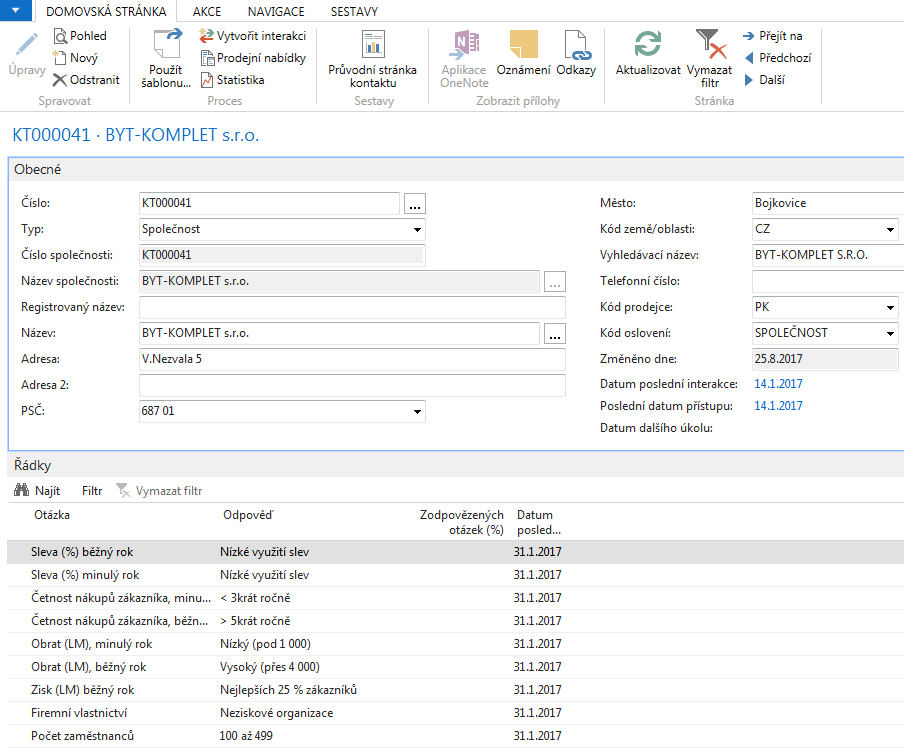 DOMOVSKÁ STRÁNKA AKCE NAVIGACE SESTAVY
Úpravy
Pohled
Nový
Odstranit
Spravovat
Použít šablonu...
Vytvořit interakci
Prodejní nabídky
Statistika
Proces
Průvodní stránka kontaktu
Sestavy
Aplikace OneNote
Oznámení
Odkazy
Zobrazit přílohy
Aktualizovat
Vymazat filtr
Přejít na
Předchozí
Další
Stránka
KT000041 · BYT-KOMPLET s.r.o.
Obecné
Číslo: KT000041 ...
Typ: Společnost
Číslo společnosti: KT000041
Název společnosti: BYT-KOMPLET s.r.o. ...
Registrovaný název:
Název: BYT-KOMPLET s.r.o. ...
Adresa: V.Nezvala 5
Adresa 2:
PSČ: 687 01
Město: Bojkovice
Kód země/oblasti: CZ
Vyhledávací název: BYT-KOMPLET S.R.O.
Telefonní číslo:
Kód prodejce: PK
Kód oslovení: SPOLEČNOST
Změněno dne: 25.8.2017
Datum poslední interakce: 14.1.2017
Poslední datum přístupu: 14.1.2017
Datum dalšího úkolu:
Řádky
Najít Filtr Vymazat filtr
Otázka Odpověď Zodpovězených otázek (%) Datum posled...
Sleva (%) běžný rok Nízké využití slev 31.1.2017
Sleva (%) minulý rok Nízké využití slev 31.1.2017
Četnost nákupů zákazníka, minu... < 3krát ročně 31.1.2017
Četnost nákupů zákazníka, běžn... > 5krát ročně 31.1.2017
Obrat (LM), minulý rok Nízký (pod 1 000) 31.1.2017
Obrat (LM), běžný rok Vysoký (přes 4 000) 31.1.2017
Zisk (LM) běžný rok Nejlepších 25 % zákazníků 31.1.2017
Firemní vlastnictví Neziskové organizace 31.1.2017
Počet zaměstnanců 100 až 499 31.1.2017